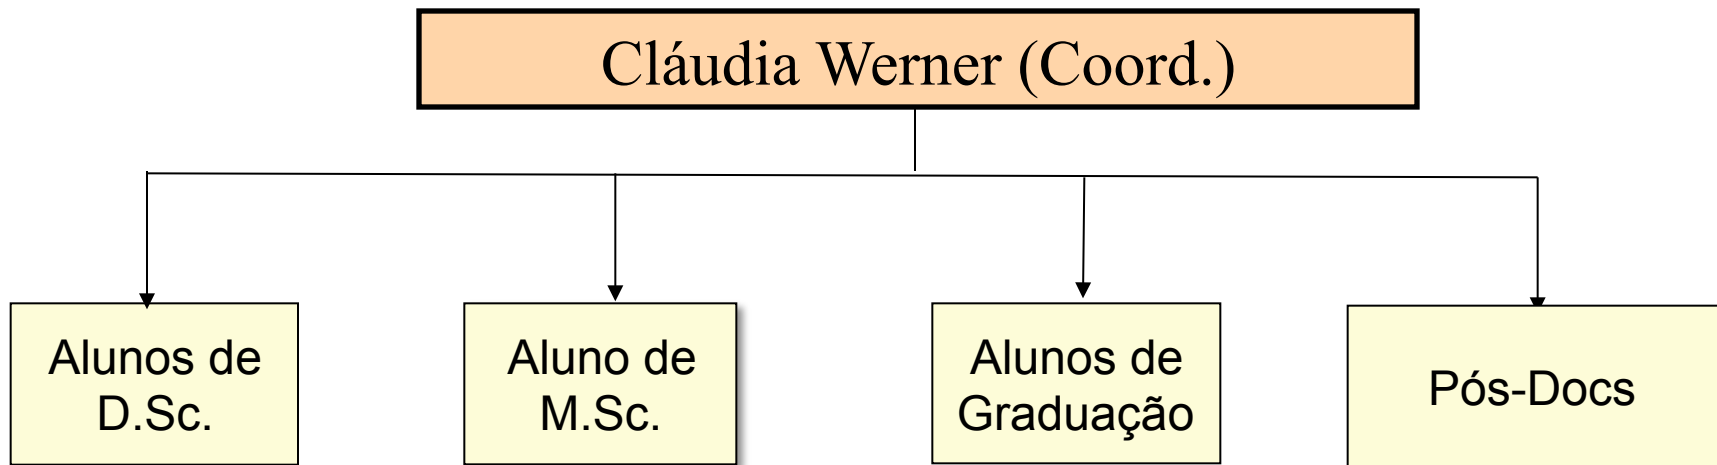 Cláudia Werner (Coord.)
Alunos de
D.Sc.
Aluno de
M.Sc.
Alunos de
Graduação
Pós-Docs